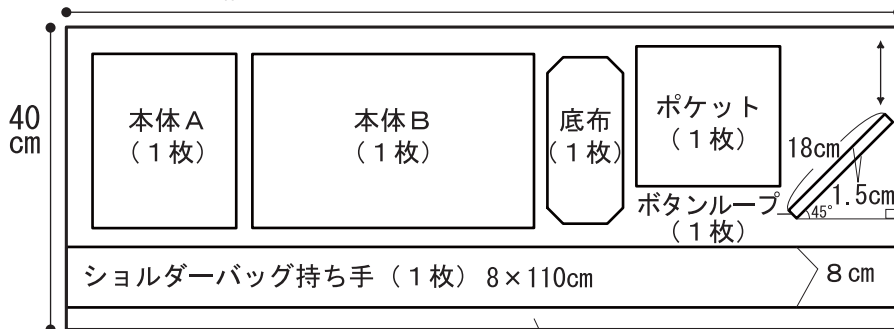 40
cm
本体A
(1枚)
本体B
(1枚)
底布
(1枚)
ポケット
(1枚)
18cm
1.5cm
45°
ボタンループ
(1枚)
ショルダーバッグ持ち手(1枚) 8×110cm
8cm